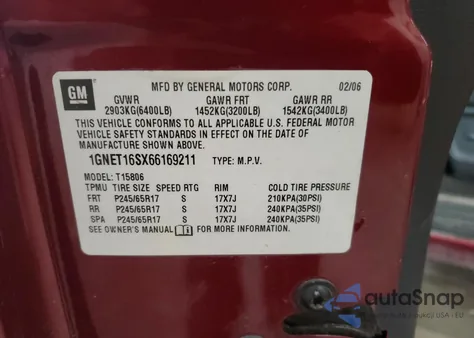 GM
MFD BY GENERAL MOTORS CORP. 02/06
GVWR GAWR FRT GAWR RR
2903KG(6400LB) 1452KG(3200LB) 1542KG(3400LB)
THIS VEHICLE CONFORMS TO ALL APPLICABLE U.S. FEDERAL MOTOR
VEHICLE SAFETY STANDARDS IN EFFECT ON THE DATE OF
MANUFACTURE SHOWN ABOVE.
1GNET16SX66169211 TYPE: M.P.V.
MODEL: T15806
TPMU TIRE SIZE SPEED RTG RIM COLD TIRE PRESSURE
FRT P245/65R17 S 17X7J 210KPA(30PSI)
RR P245/65R17 S 17X7J 240KPA(35PSI)
SPA P245/65R17 S 17X7J 240KPA(35PSI)
SEE OWNER'S MANUAL FOR MORE INFORMATION.
autaSnap
USA - EU